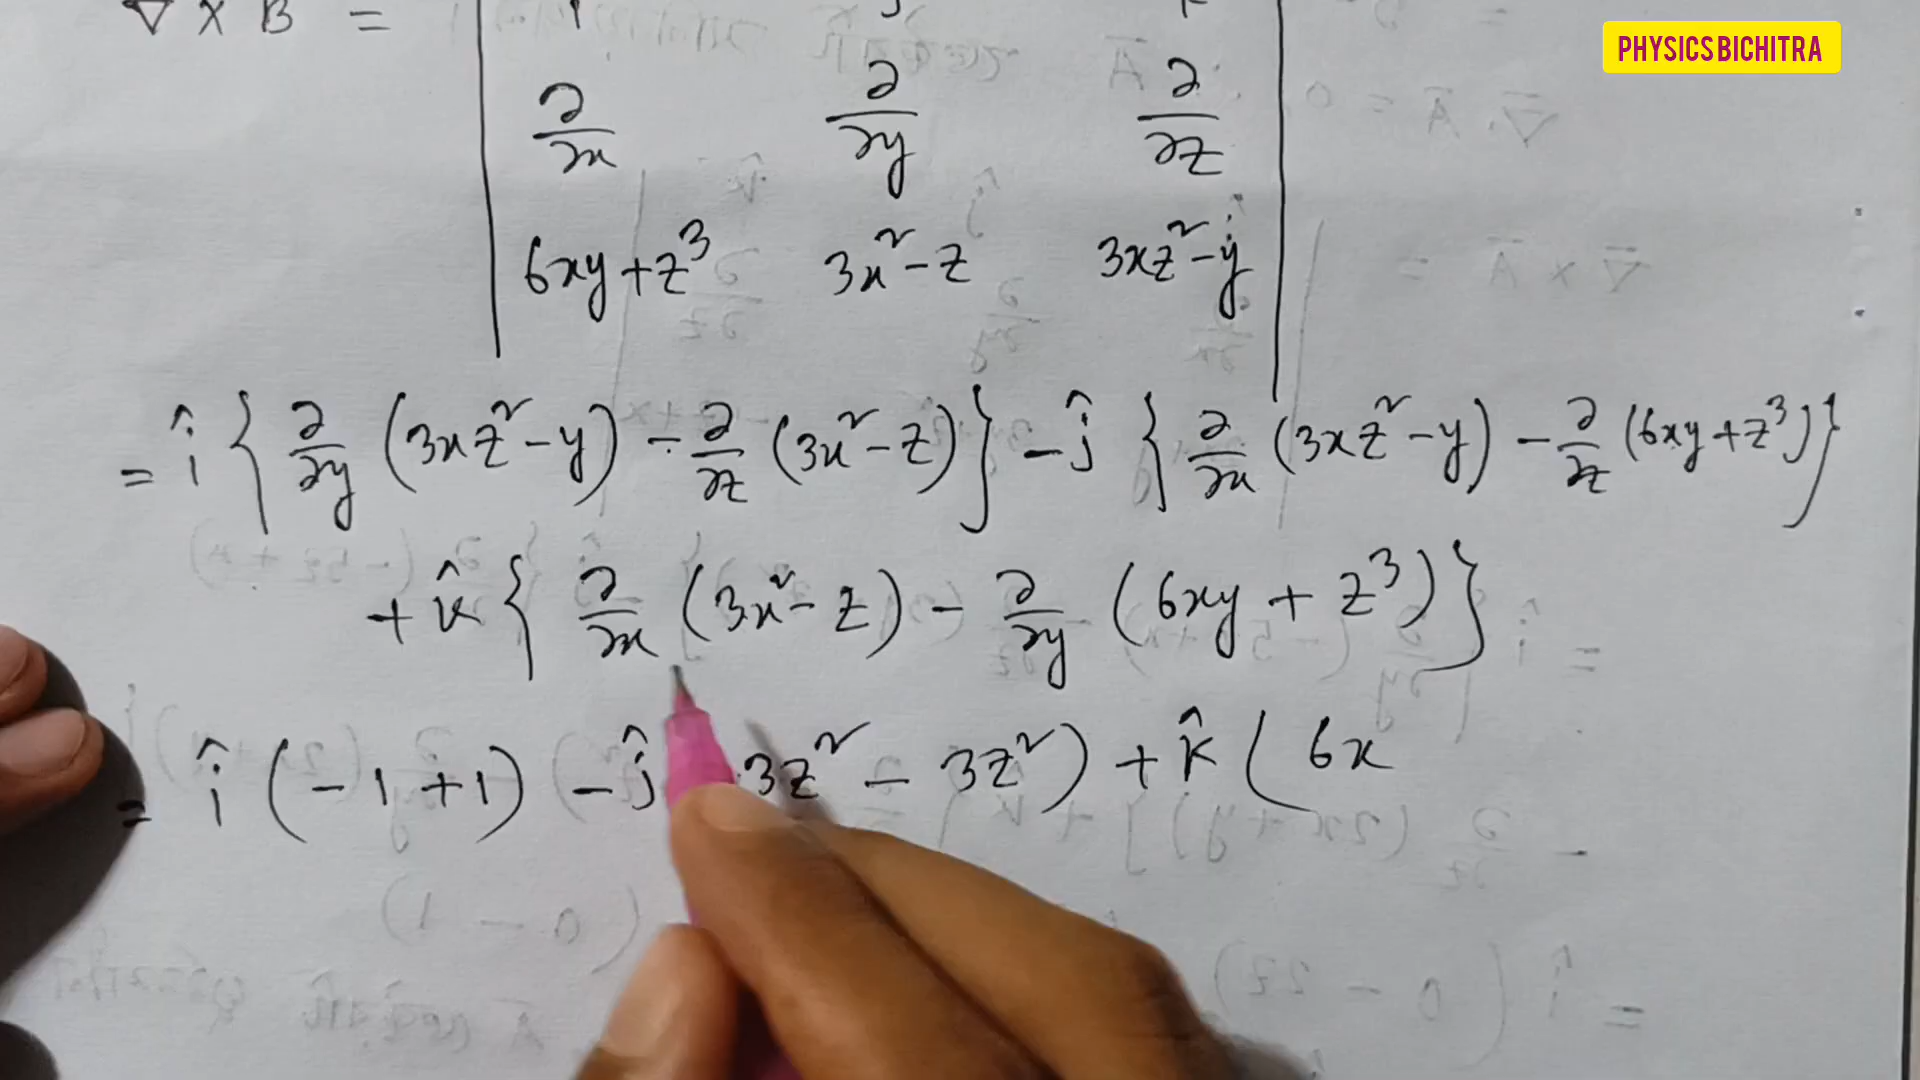 PHYSICS BICHITRA
∇ × B =
∂/∂x ∂/∂y ∂/∂z
6xy+z³ 3x²-z 3xz²-y
= î { ∂/∂y (3xz²-y) - ∂/∂z (3x²-z) } - ĵ { ∂/∂x (3xz²-y) - ∂/∂z (6xy+z³) }
+ k̂ { ∂/∂x (3x²-z) - ∂/∂y (6xy+z³) }
= î (-1+1) - ĵ 3z² - 3z²) + k̂ ( 6x